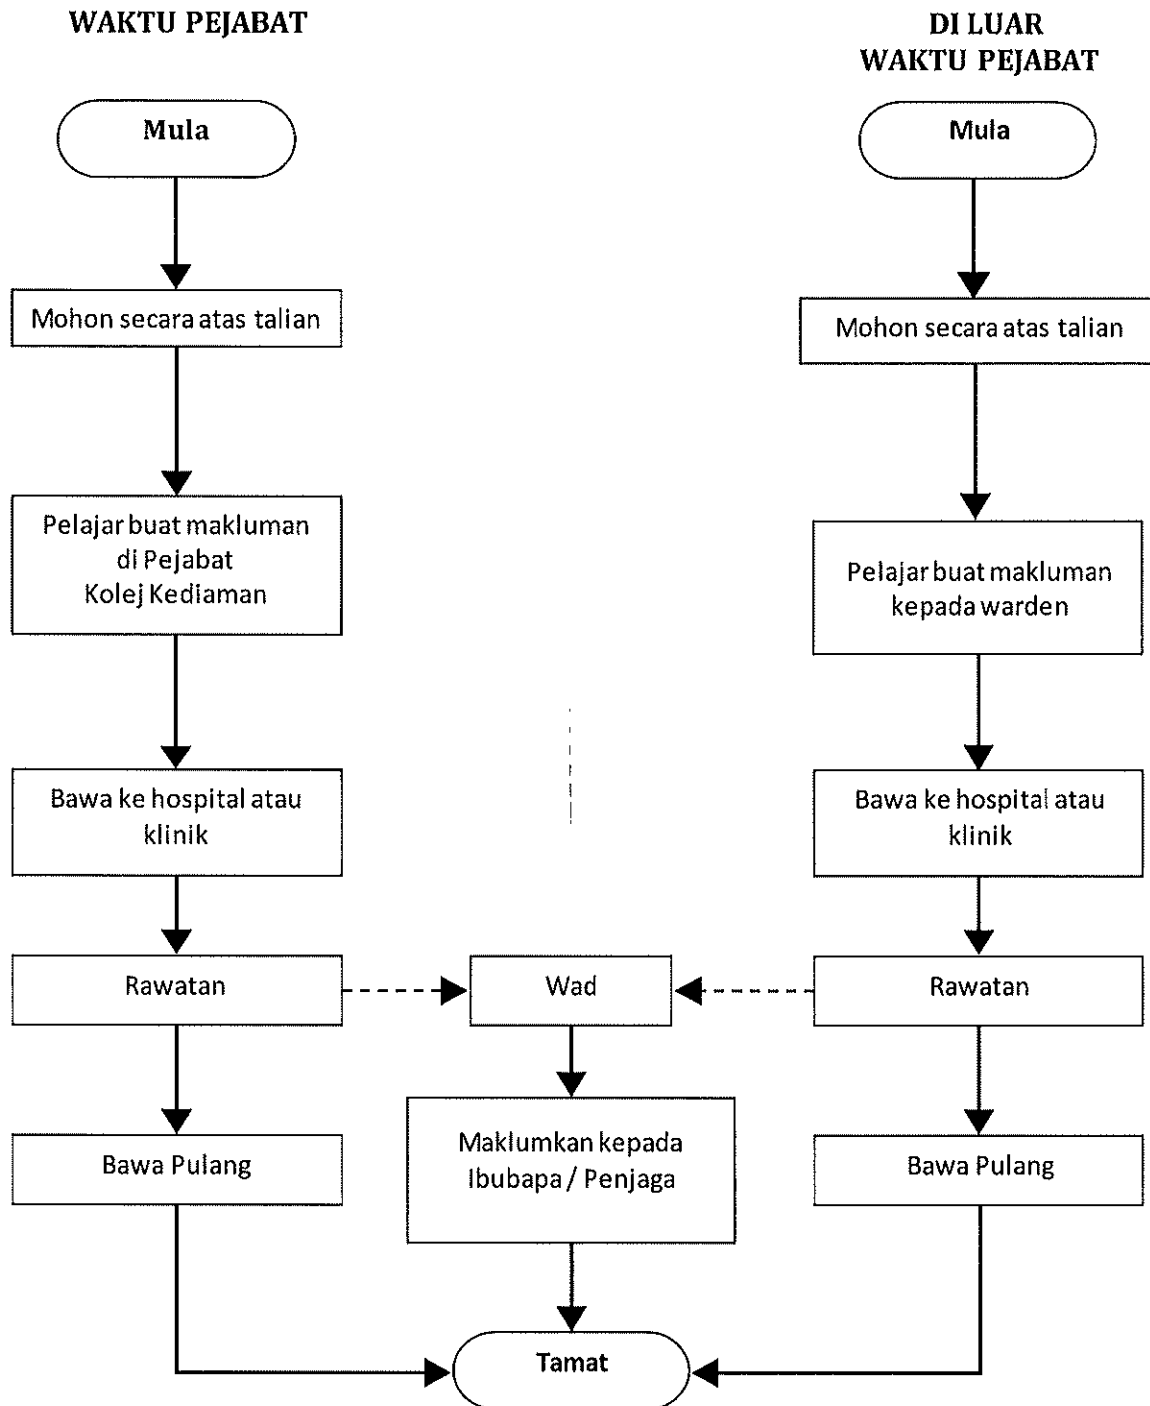 WAKTU PEJABAT
DI LUAR
WAKTU PEJABAT
Mula
Mula
Mohon secara atas talian
Mohon secara atas talian
Pelajar buat makluman
di Pejabat
Kolej Kediaman
Pelajar buat makluman
kepada warden
Bawa ke hospital atau
klinik
Bawa ke hospital atau
klinik
Rawatan
Wad
Rawatan
Bawa Pulang
Maklumkan kepada
Ibubapa / Penjaga
Bawa Pulang
Tamat